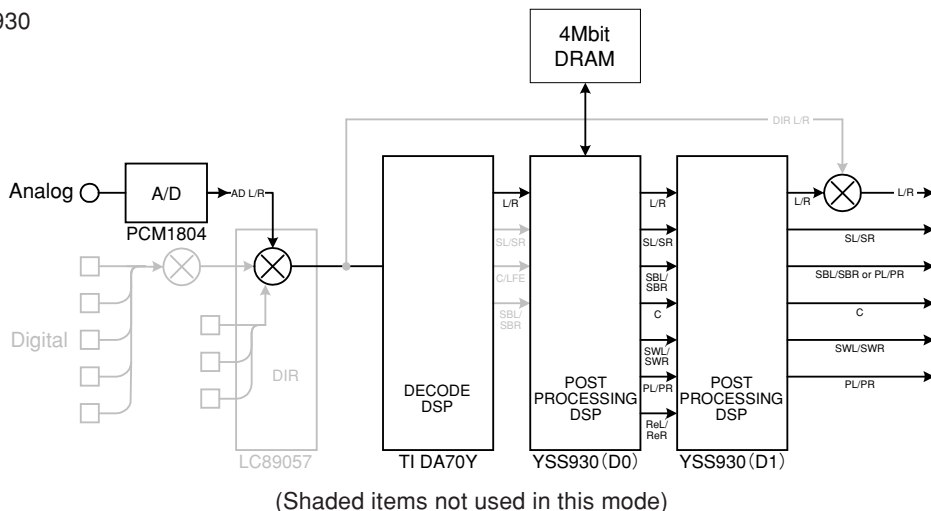 930
4Mbit
DRAM
DIR L/R
Analog
A/D
AD L/R
PCM1804
L/R
L/R
L/R
L/R
SL/SR
SL/SR
SL/SR
C/LFE
SBL/
SBR
SBL/SBR or PL/PR
SBL/
SBR
C
C
Digital
DIR
SWL/
SWR
SWL/SWR
DECODE
DSP
POST
PROCESSING
DSP
PL/PR
POST
PROCESSING
DSP
PL/PR
ReL/
ReR
LC89057
TI DA70Y
YSS930(D0)
YSS930(D1)
(Shaded items not used in this mode)